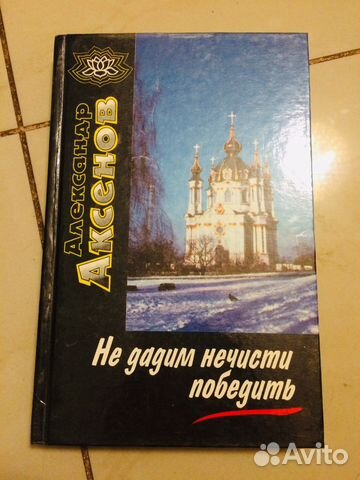 Александр
Аксенов
Не дадим нечисти
победить
Avito